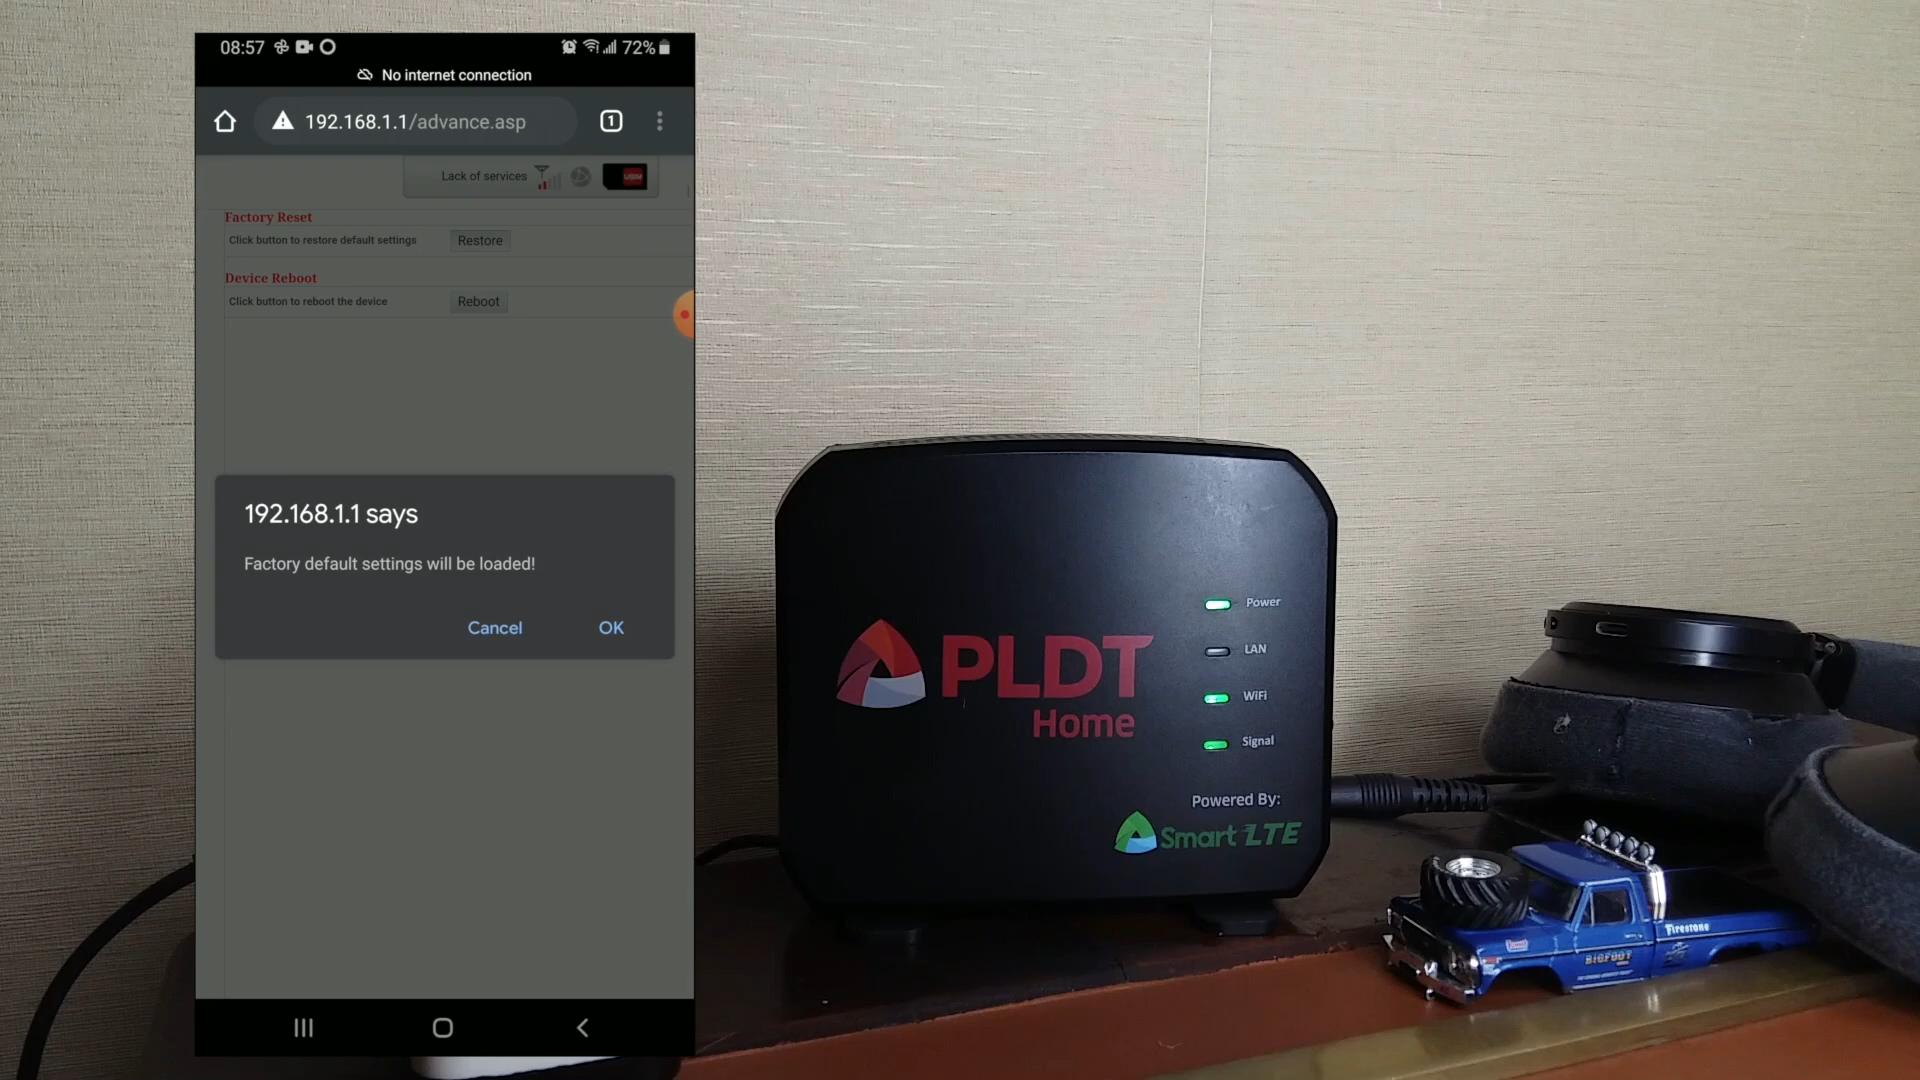 08:57
72%
No internet connection
192.168.1.1/advance.asp
1
Lack of services
USIM
Factory Reset
Click button to restore default settings
Restore
Device Reboot
Click button to reboot the device
Reboot
192.168.1.1 says
Factory default settings will be loaded!
Cancel
OK
Power
LAN
WiFi
Signal
PLDT
Home
Powered By:
Smart LTE
Firestone
BIGFOOT